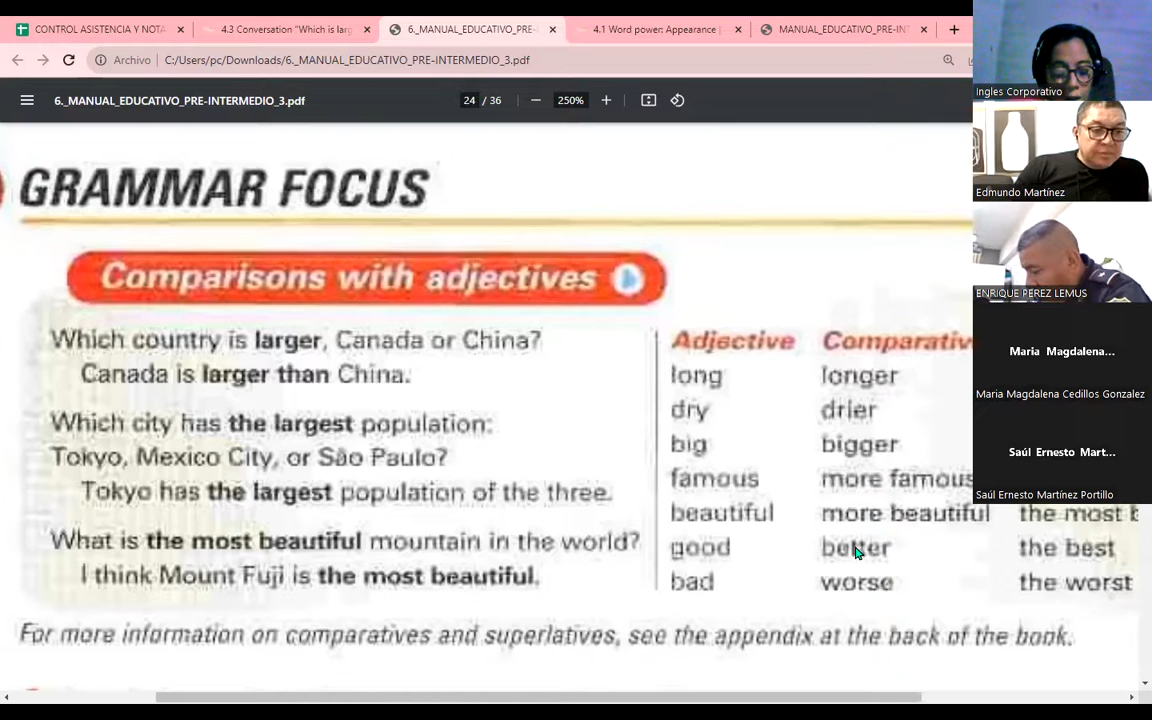 CONTROL ASISTENCIA Y NOTA
4.3 Conversation "Which is larg
6._MANUAL_EDUCATIVO_PRE-
4.1 Word power: Appearance |
MANUAL_EDUCATIVO_PRE-INT
Archivo C:/Users/pc/Downloads/6._MANUAL_EDUCATIVO_PRE-INTERMEDIO_3.pdf
6._MANUAL_EDUCATIVO_PRE-INTERMEDIO_3.pdf 24 / 36 250%
GRAMMAR FOCUS
Comparisons with adjectives
Which country is larger, Canada or China?
Canada is larger than China.
Which city has the largest population:
Tokyo, Mexico City, or São Paulo?
Tokyo has the largest population of the three.
What is the most beautiful mountain in the world?
I think Mount Fuji is the most beautiful.
Adjective Comparativ
long longer
dry drier
big bigger
famous more famous
beautiful more beautiful the most b
good better the best
bad worse the worst
For more information on comparatives and superlatives, see the appendix at the back of the book.
Ingles Corporativo
Edmundo Martínez
ENRIQUE PEREZ LEMUS
Maria Magdalena...
Maria Magdalena Cedillos Gonzalez
Saúl Ernesto Mart...
Saúl Ernesto Martínez Portillo